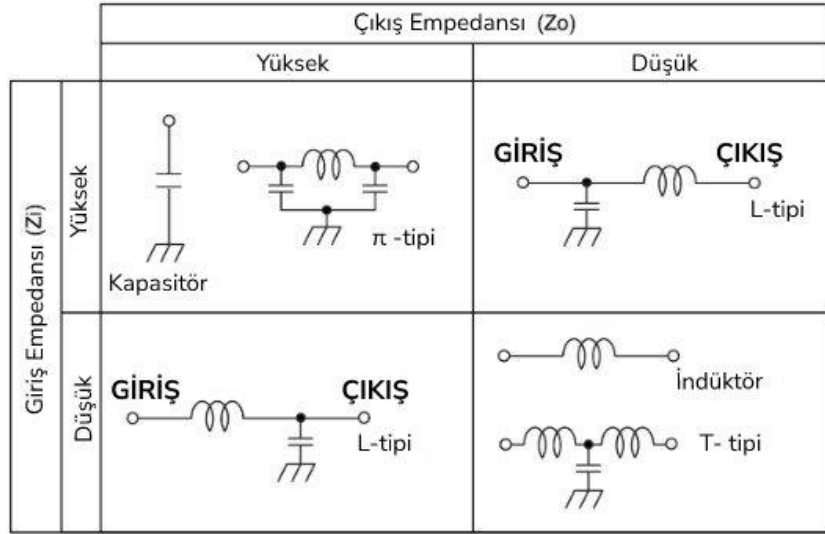 Çıkış Empedansı (Zo)
Yüksek
Düşük
Giriş Empedansı (Zi)
Yüksek
Kapasitör
π -tipi
GİRİŞ
ÇIKIŞ
L-tipi
Düşük
GİRİŞ
ÇIKIŞ
L-tipi
İndüktör
T- tipi